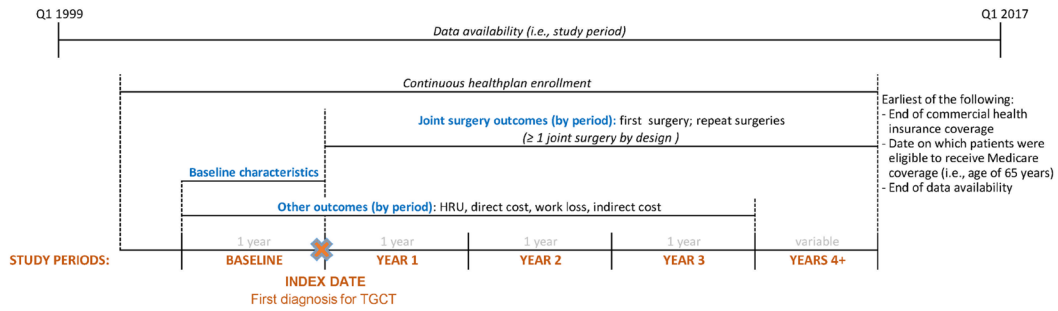 Q1 1999
Q1 2017
Data availability (i.e., study period)
Continuous healthplan enrollment
Earliest of the following:
- End of commercial health
insurance coverage
- Date on which patients were
eligible to receive Medicare
coverage (i.e., age of 65 years)
- End of data availability
Joint surgery outcomes (by period): first surgery; repeat surgeries
(≥ 1 joint surgery by design )
Baseline characteristics
Other outcomes (by period): HRU, direct cost, work loss, indirect cost
1 year 1 year 1 year 1 year variable
STUDY PERIODS: BASELINE YEAR 1 YEAR 2 YEAR 3 YEARS 4+
INDEX DATE
First diagnosis for TGCT